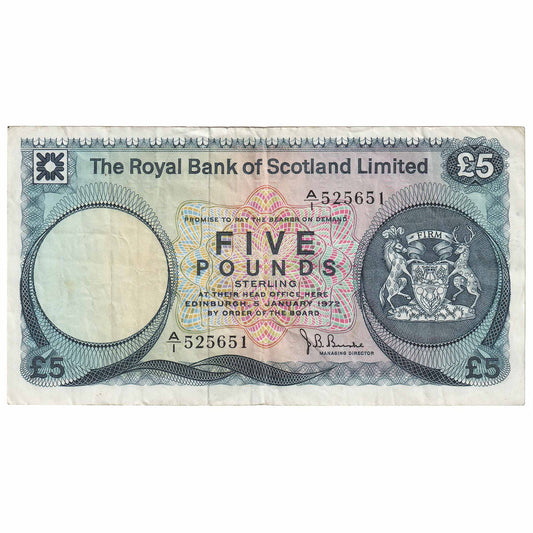 The Royal Bank of Scotland Limited
£5
A/1 525651
PROMISE TO PAY THE BEARER ON DEMAND
FIRM
FIVE
POUNDS
STERLING
AT THEIR HEAD OFFICE HERE
EDINBURGH, 5 JANUARY 1972
BY ORDER OF THE BOARD
A/1 525651
J B Burke
MANAGING DIRECTOR
£5
£5